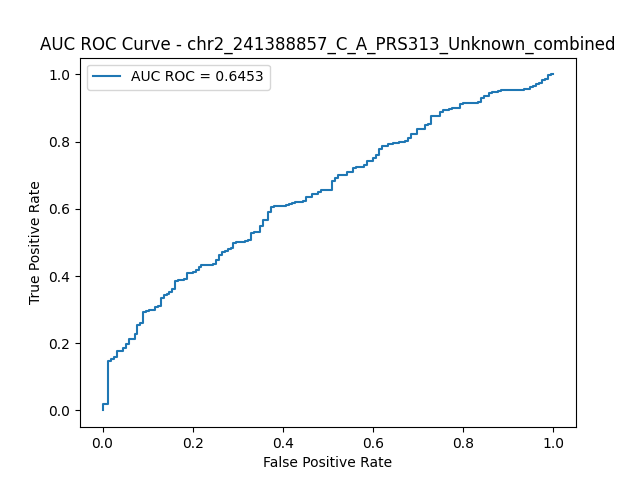 AUC ROC Curve - chr2_241388857_C_A_PRS313_Unknown_combined
AUC ROC = 0.6453
1.0
0.8
0.6
0.4
0.2
0.0
True Positive Rate
0.0 0.2 0.4 0.6 0.8 1.0
False Positive Rate